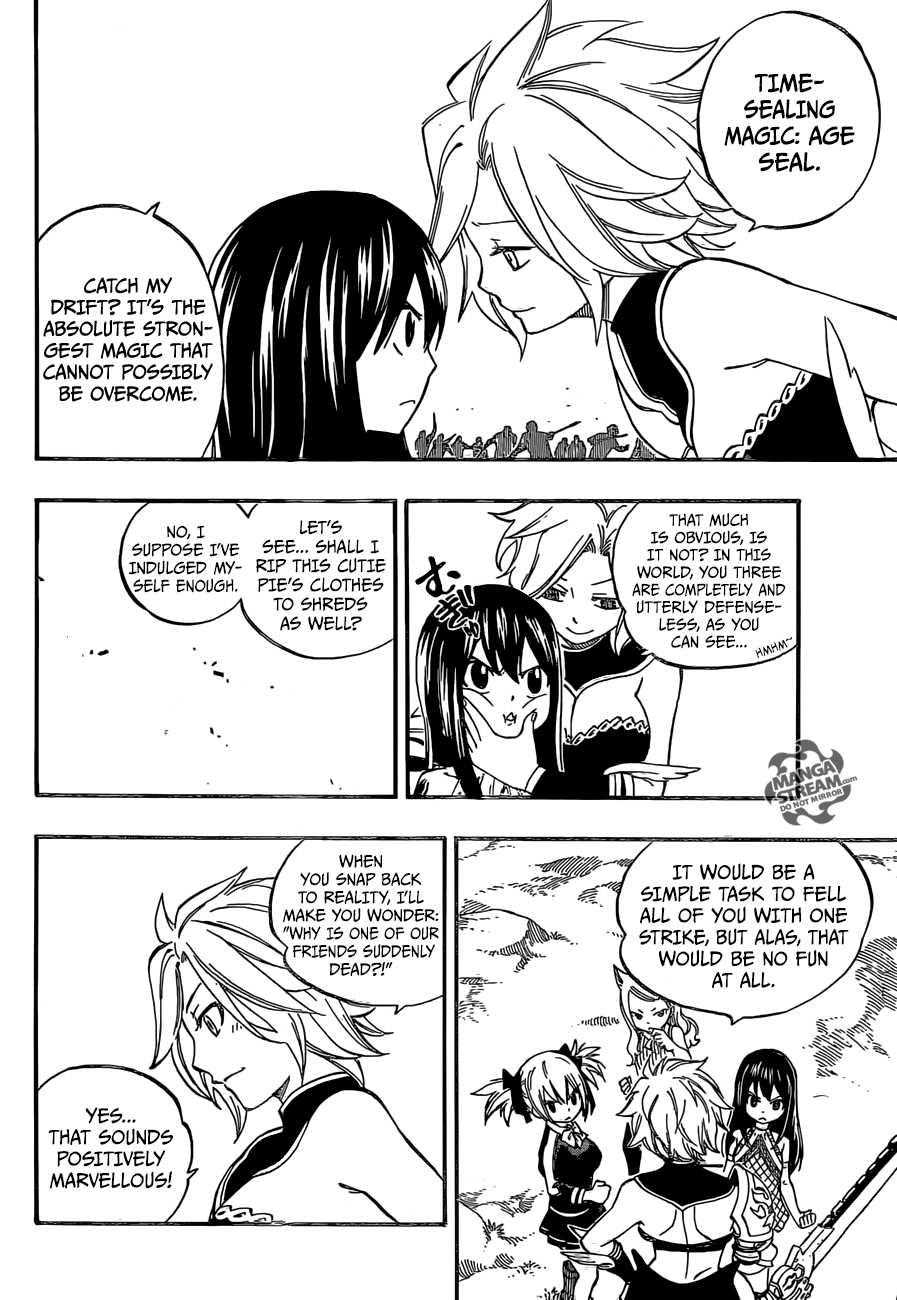 TIME-
SEALING
MAGIC: AGE
SEAL.
CATCH MY
DRIFT? IT'S THE
ABSOLUTE STRON-
GEST MAGIC THAT
CANNOT POSSIBLY
BE OVERCOME.
THAT MUCH
IS OBVIOUS, IS
IT NOT? IN THIS
WORLD, YOU THREE
ARE COMPLETELY AND
UTTERLY DEFENSE-
LESS, AS YOU
CAN SEE...
HMHM~
むぎゅ
LET'S
SEE... SHALL I
RIP THIS CUTIE
PIE'S CLOTHES
TO SHREDS
AS WELL?
NO, I
SUPPOSE I'VE
INDULGED MY-
SELF ENOUGH.
MANGA
STREAM.com
DO NOT MIRROR
IT WOULD BE A
SIMPLE TASK TO FELL
ALL OF YOU WITH ONE
STRIKE, BUT ALAS, THAT
WOULD BE NO FUN
AT ALL.
WHEN
YOU SNAP BACK
TO REALITY, I'LL
MAKE YOU WONDER:
"WHY IS ONE OF OUR
FRIENDS SUDDENLY
DEAD?!"
YES...
THAT SOUNDS
POSITIVELY
MARVELLOUS!